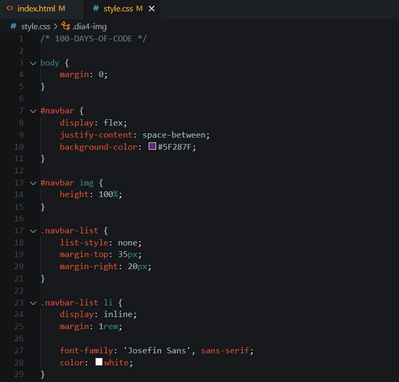 index.html M
style.css M
style.css > .dia4-img
1 /* 100-DAYS-OF-CODE */
2
3 body {
4 margin: 0;
5 }
6
7 #navbar {
8 display: flex;
9 justify-content: space-between;
10 background-color: #5F287F;
11 }
12
13 #navbar img {
14 height: 100%;
15 }
16
17 .navbar-list {
18 list-style: none;
19 margin-top: 35px;
20 margin-right: 20px;
21 }
22
23 .navbar-list li {
24 display: inline;
25 margin: 1rem;
26
27 font-family: 'Josefin Sans', sans-serif;
28 color: white;
29 }